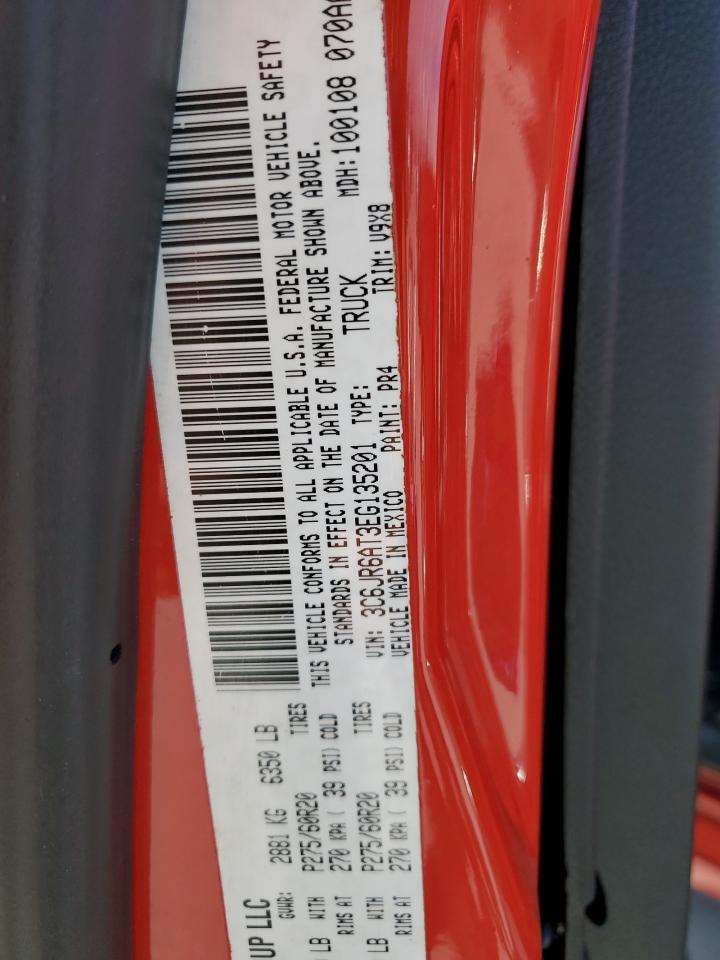 UP LLC
GVWR: 2881 KG 6350 LB
LB WITH P275/60R20 TIRES
RIMS AT 270 KPA ( 39 PSI) COLD
LB WITH P275/60R20 TIRES
RIMS AT 270 KPA ( 39 PSI) COLD
THIS VEHICLE CONFORMS TO ALL APPLICABLE U.S.A. FEDERAL MOTOR VEHICLE SAFETY
STANDARDS IN EFFECT ON THE DATE OF MANUFACTURE SHOWN ABOVE.
VIN: 3C6JR6AT3EG135201 TYPE: TRUCK MDH:100108 070A
VEHICLE MADE IN MEXICO PAINT: PR4 TRIM: V9X8